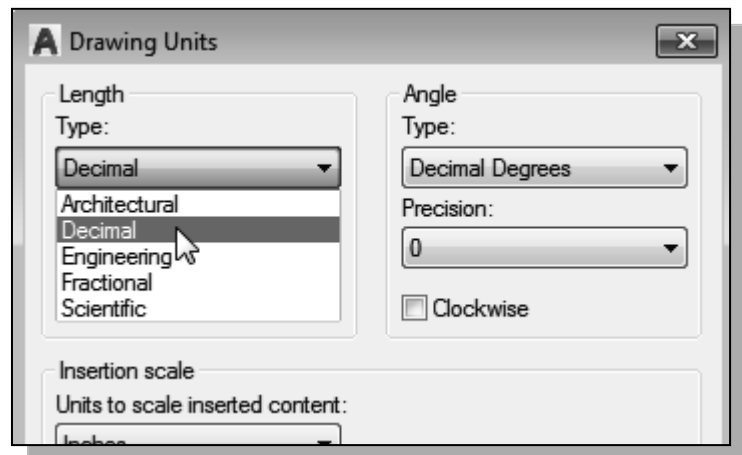 A Drawing Units
Length
Type:
Decimal
Architectural
Decimal
Engineering
Fractional
Scientific
Angle
Type:
Decimal Degrees
Precision:
0
Clockwise
Insertion scale
Units to scale inserted content:
Inches